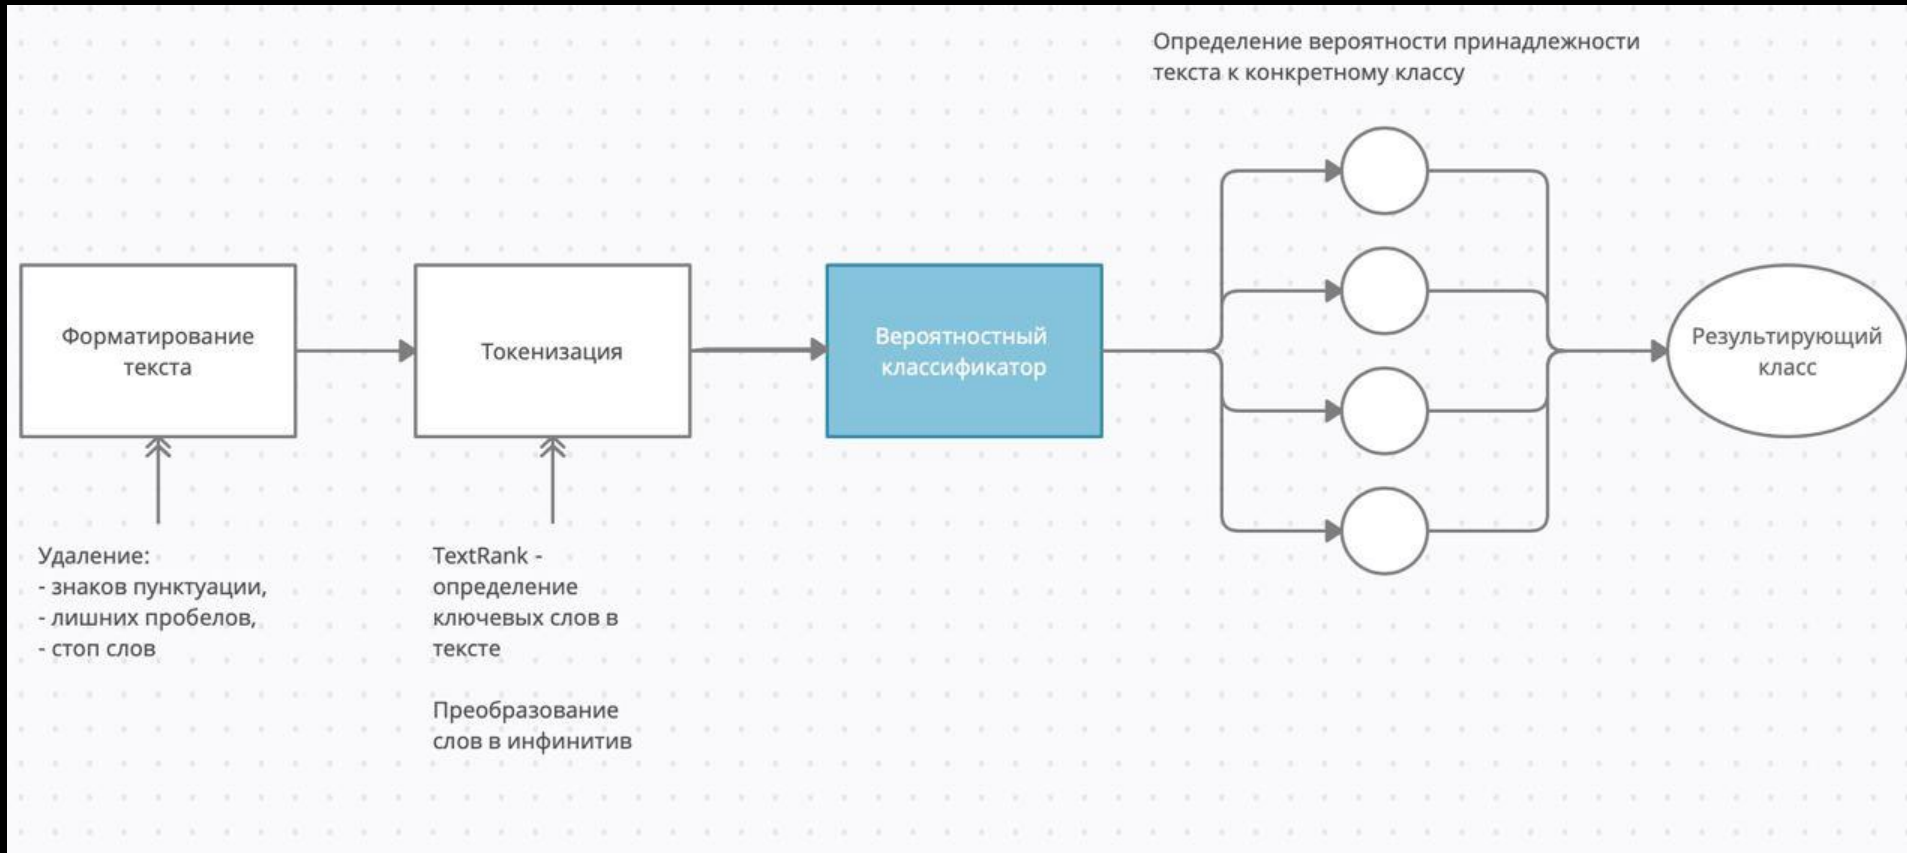 Определение вероятности принадлежности
текста к конкретному классу
Форматирование
текста
Токенизация
Вероятностный
классификатор
Результирующий
класс
Удаление:
- знаков пунктуации,
- лишних пробелов,
- стоп слов
TextRank -
определение
ключевых слов в
тексте
Преобразование
слов в инфинитив